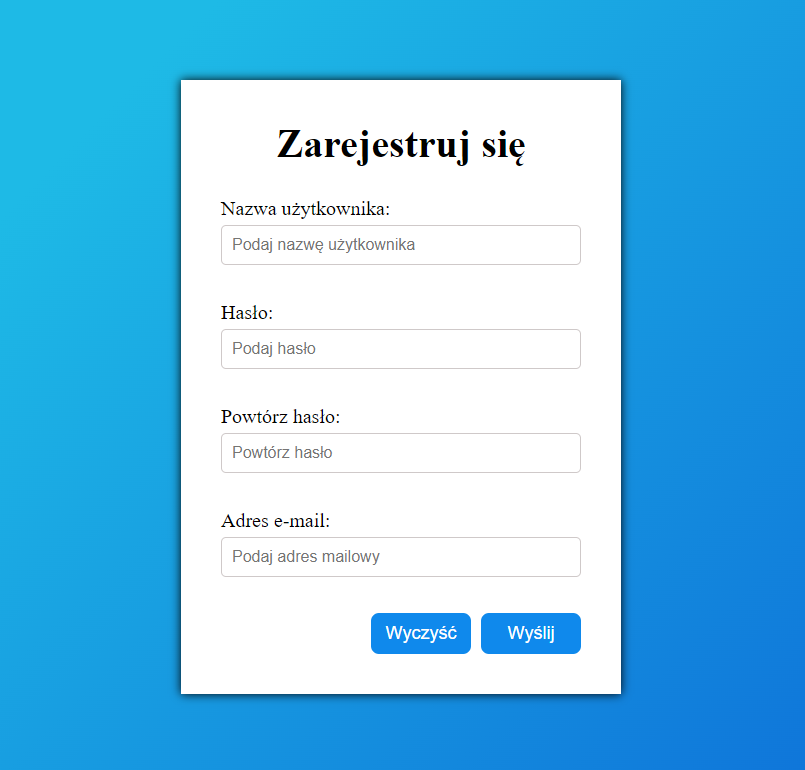 Zarejestruj się
Nazwa użytkownika:
Podaj nazwę użytkownika
Hasło:
Podaj hasło
Powtórz hasło:
Powtórz hasło
Adres e-mail:
Podaj adres mailowy
Wyczyść Wyślij